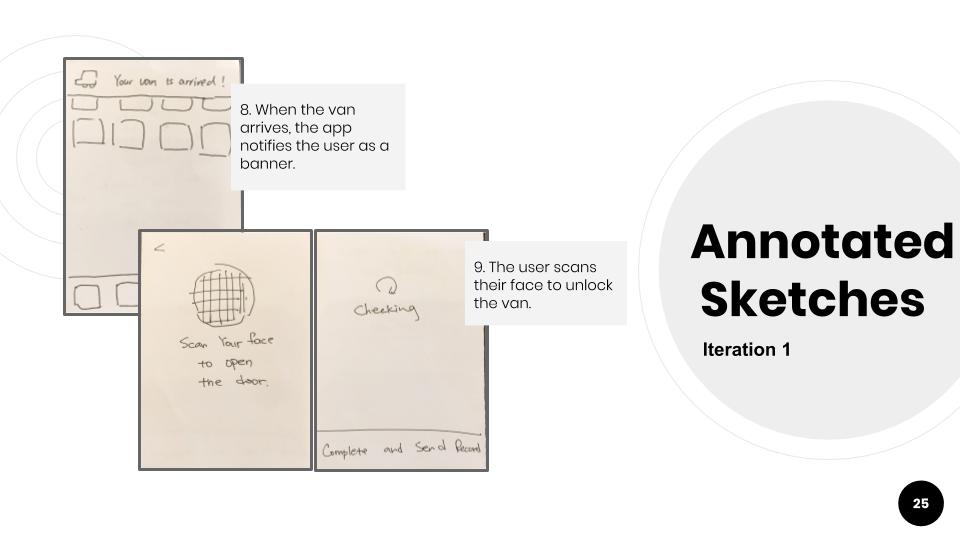 Your van is arrived!
8. When the van
arrives, the app
notifies the user as a
banner.
<
Scan Your face
to open
the door.
Checking
Complete and Send Record
9. The user scans
their face to unlock
the van.
Annotated
Sketches
Iteration 1
25